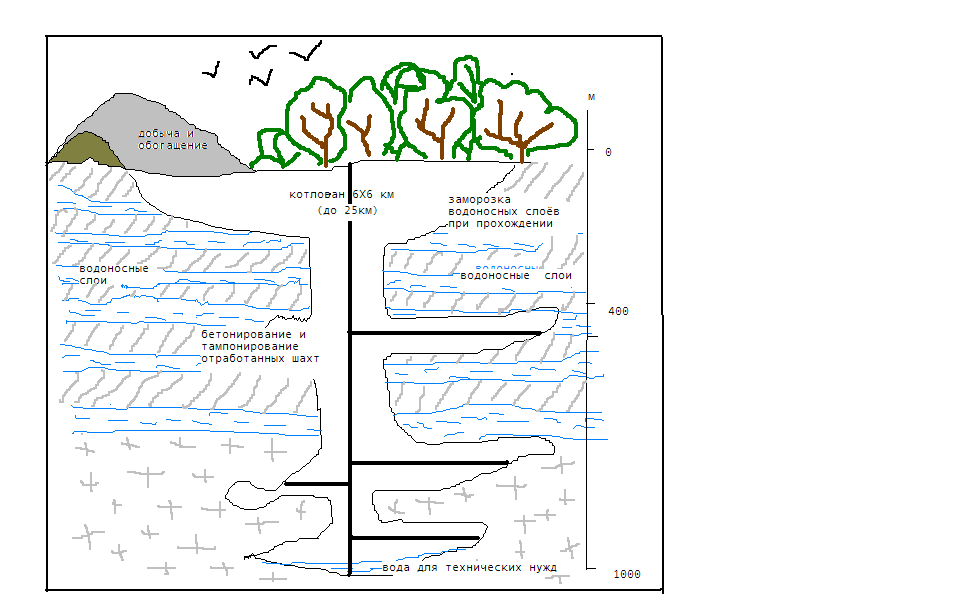 м
добыча и
обогащение
0
котлован 6Х6 км
(до 25км)
заморозка
водоносных слоёв
при прохождении
водоносные
слои
водоносны
водоносные слои
400
бетонирование и
тампонирование
отработанных шахт
вода для технических нужд
1000